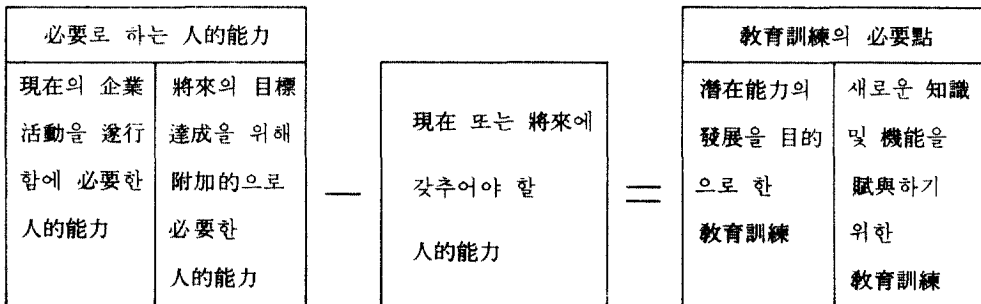 必要로 하는 人的能力
現在의 企業
活動을 遂行
함에 必要한
人的能力
將來의 目標
達成을 위해
附加的으로
必要한
人的能力
—
現在 또는 將來에
갖추어야 할
人的能力
=
敎育訓練의 必要點
潛在能力의
發展을 目的
으로 한
敎育訓練
새로운 知識
및 機能을
賦與하기
위한
敎育訓練